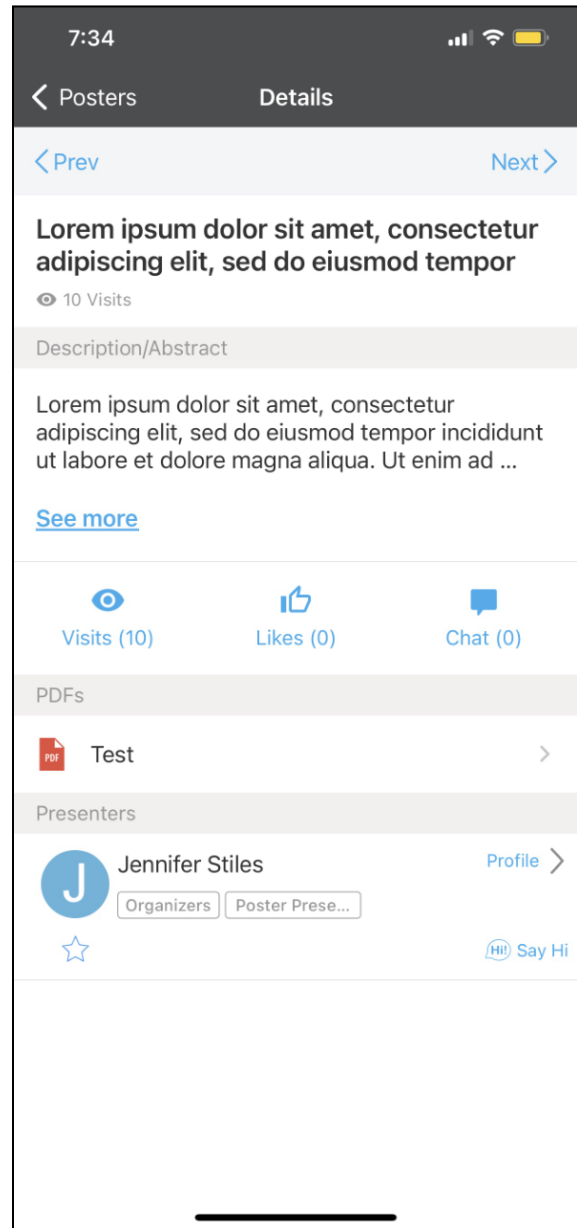 7:34
Posters
Details
Prev
Next
Lorem ipsum dolor sit amet, consectetur
adipiscing elit, sed do eiusmod tempor
10 Visits
Description/Abstract
Lorem ipsum dolor sit amet, consectetur
adipiscing elit, sed do eiusmod tempor incididunt
ut labore et dolore magna aliqua. Ut enim ad ...
See more
Visits (10)
Likes (0)
Chat (0)
PDFs
PDF
Test
Presenters
J
Jennifer Stiles
Profile
Organizers
Poster Prese...
Hi!
Say Hi